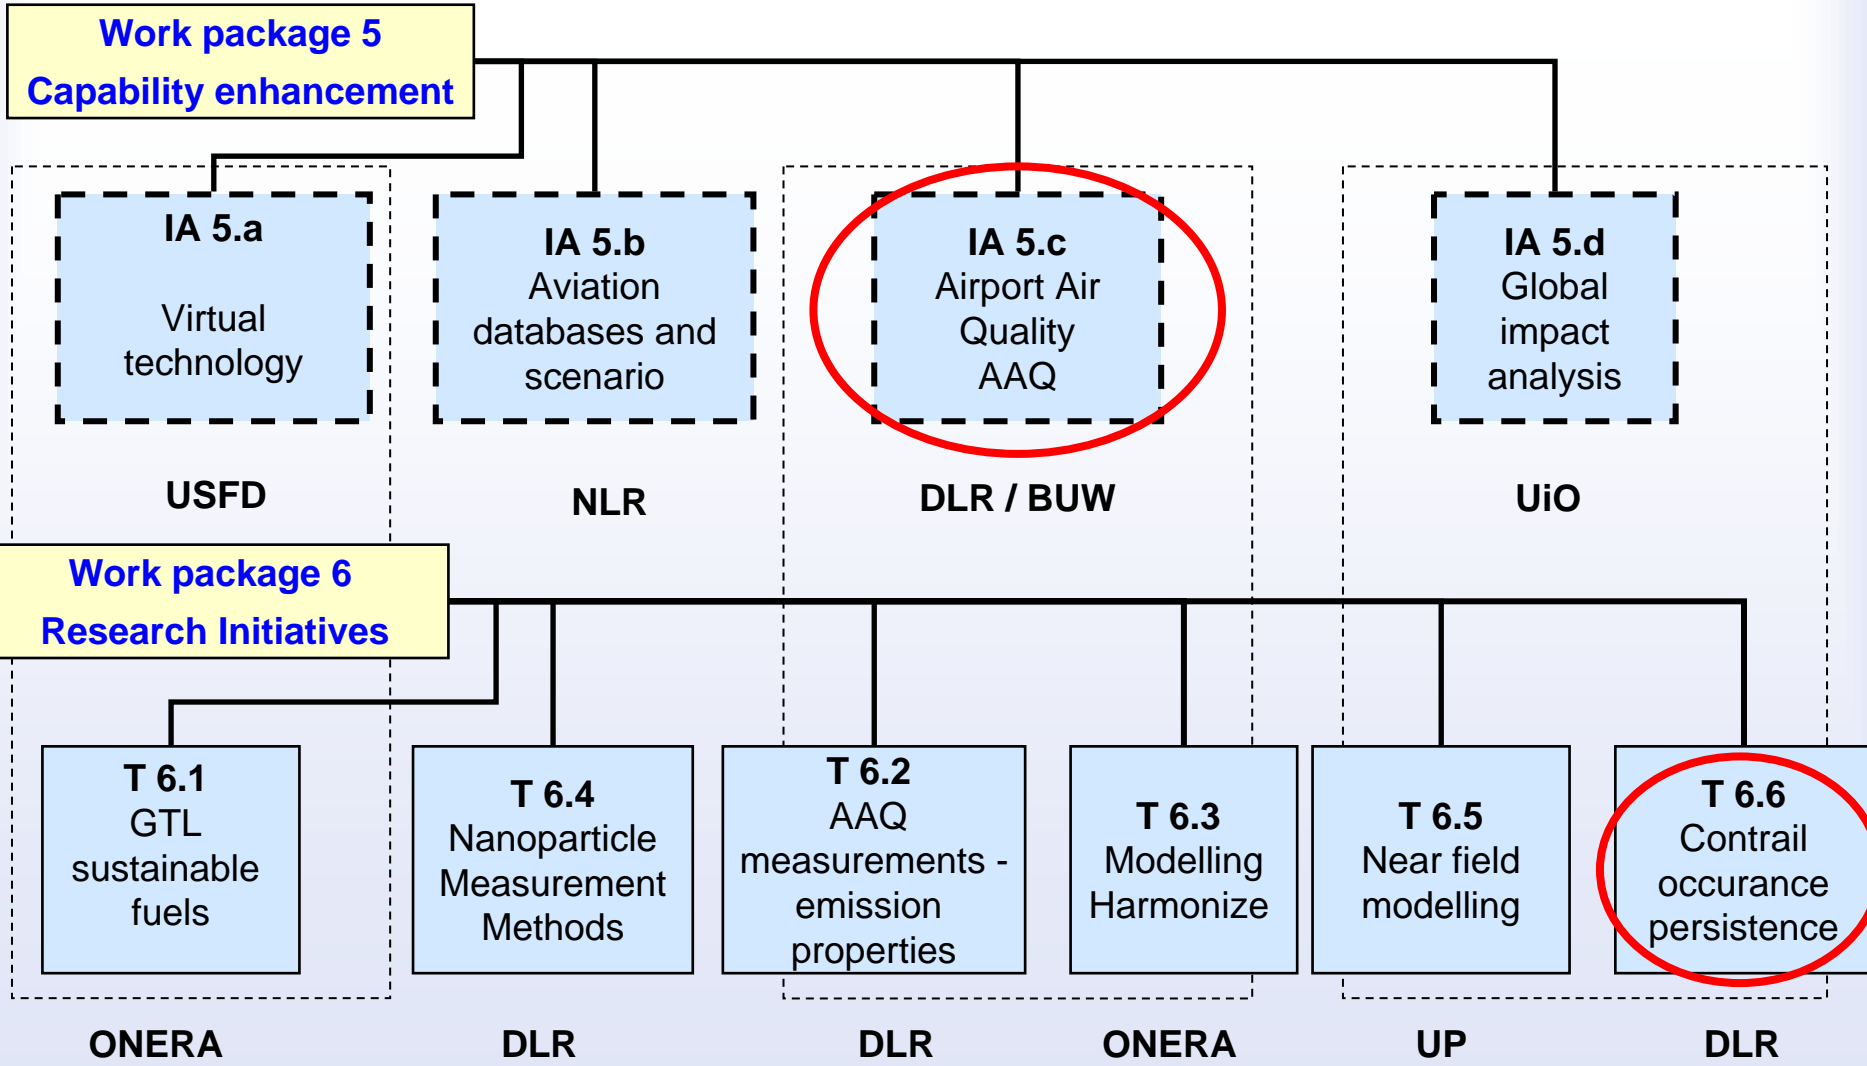 Work package 5
Capability enhancement
IA 5.a
Virtual
technology
IA 5.b
Aviation
databases and
scenario
IA 5.c
Airport Air
Quality
AAQ
IA 5.d
Global
impact
analysis
USFD
NLR
DLR / BUW
UiO
Work package 6
Research Initiatives
T 6.1
GTL
sustainable
fuels
T 6.4
Nanoparticle
Measurement
Methods
T 6.2
AAQ
measurements -
emission
properties
T 6.3
Modelling
Harmonize
T 6.5
Near field
modelling
T 6.6
Contrail
occurance
persistence
ONERA
DLR
DLR
ONERA
UP
DLR